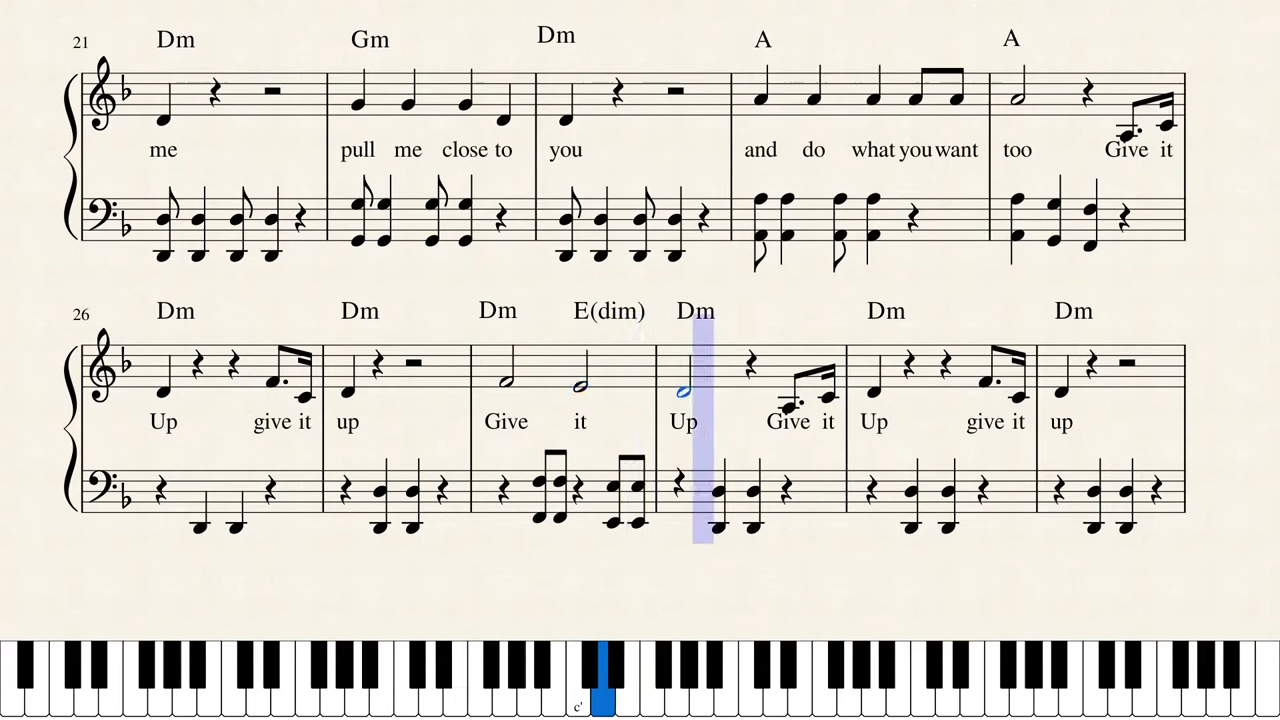 21 Dm Gm Dm A A
me pull me close to you and do what you want too Give it
26 Dm Dm Dm E(dim) Dm Dm Dm
Up give it up Give it Up Give it Up give it up
c'